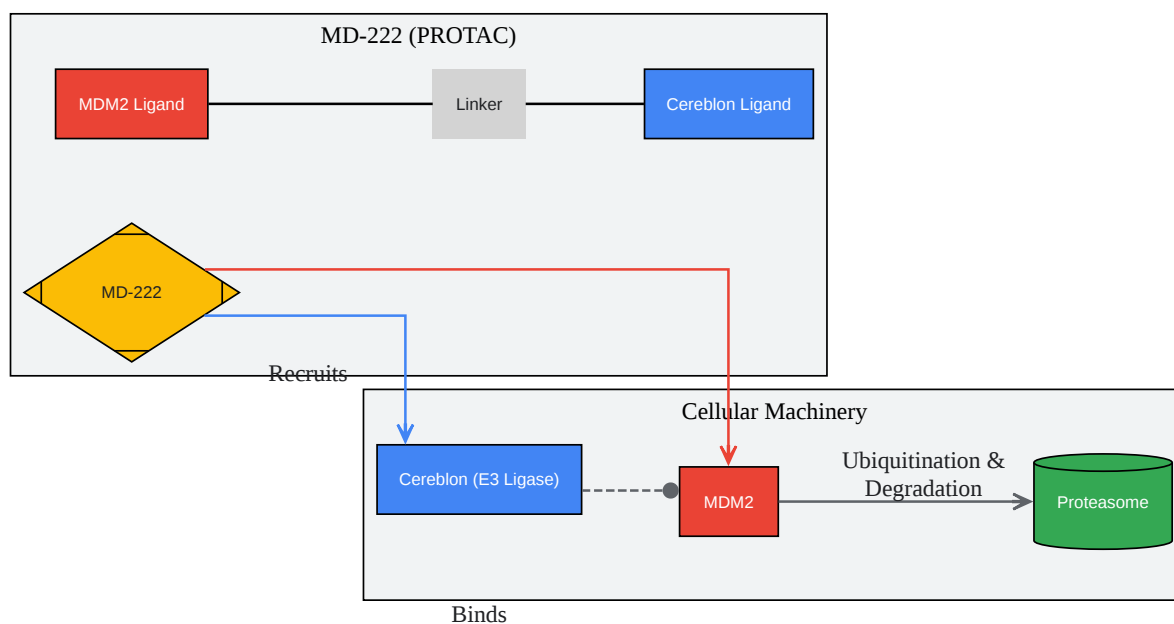 MD-222 (PROTAC)
MDM2 Ligand
Linker
Cereblon Ligand
MD-222
Recruits
Cellular Machinery
Cereblon (E3 Ligase)
MDM2
Ubiquitination &
Degradation
Proteasome
Binds